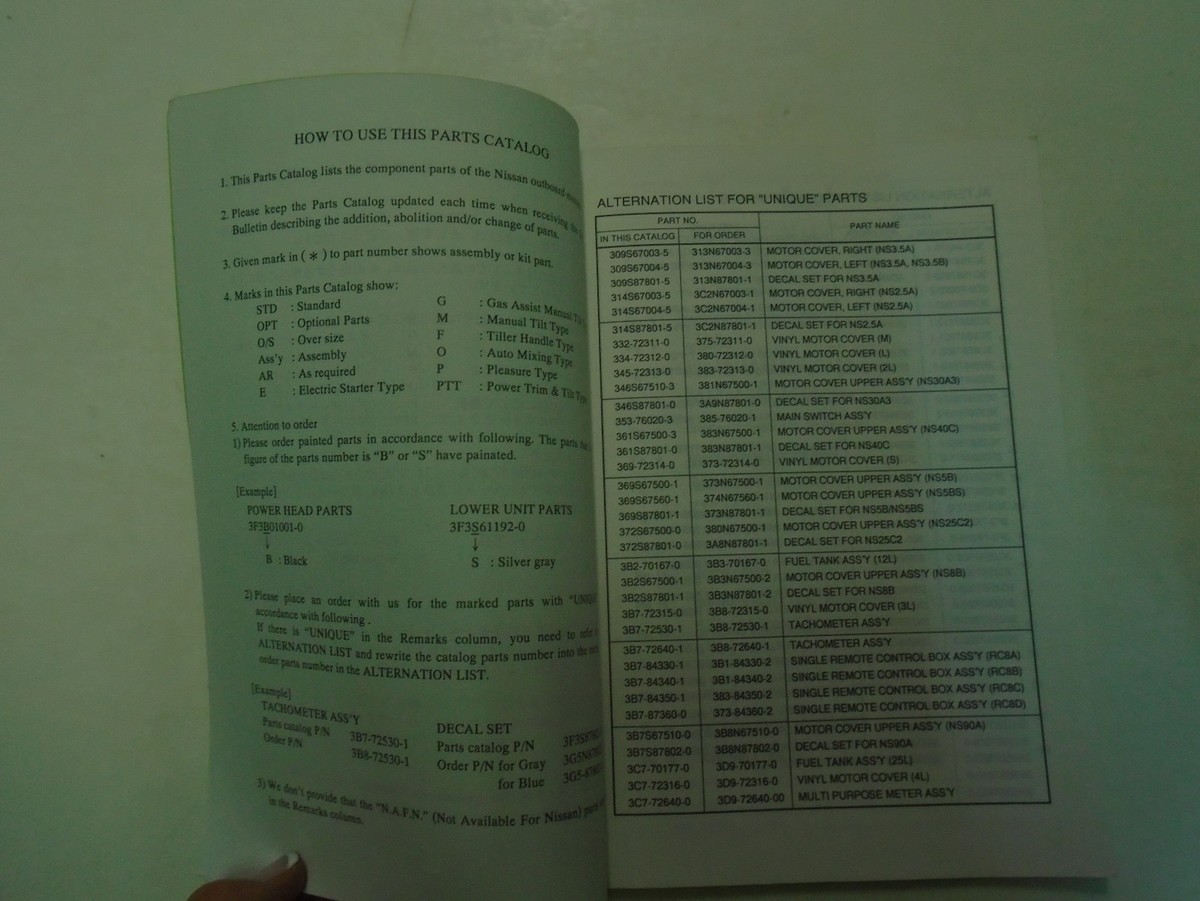 HOW TO USE THIS PARTS CATALOG
1. This Parts Catalog lists the component parts of the Nissan outboard
2. Please keep the Parts Catalog updated each time when receiving
Bulletin describing the addition, abolition and/or change of parts.
3. Given mark in ( * ) to part number shows assembly or kit part.
4. Marks in this Parts Catalog show:
STD : Standard G : Gas Assist Manual
OPT : Optional Parts M : Manual Tilt Type
O/S : Over size F : Tiller Handle Type
Ass'y : Assembly O : Auto Mixing Type
AR : As required P : Pleasure Type
E : Electric Starter Type PTT : Power Trim & Tilt
5. Attention to order
1) Please order painted parts in accordance with following. The parts
figure of the parts number is "B" or "S" have painated.
[Example]
POWER HEAD PARTS LOWER UNIT PARTS
3F3B01001-0 3F3S61192-0
↓ ↓
B : Black S : Silver gray
2) Please place an order with us for the marked parts with "UNIQUE
accordance with following .
If there is "UNIQUE" in the Remarks column, you need to refer
ALTERNATION LIST and rewrite the catalog parts number into the
order parts number in the ALTERNATION LIST.
[Example]
TACHOMETER ASS'Y DECAL SET
Parts catalog P/N 3B7-72530-1 Parts catalog P/N
Order P/N 3B8-72530-1 Order P/N for Gray
for Blue
3) We don't provide that the "N.A.F.N." (Not Available For Nissan)
in the Remarks column.
ALTERNATION LIST FOR "UNIQUE" PARTS
PART NO. PART NAME
IN THIS CATALOG FOR ORDER
309S67003-5 313N67003-3 MOTOR COVER, RIGHT (NS3.5A)
309S67004-5 313N67004-3 MOTOR COVER, LEFT (NS3.5A, NS3.5B)
309S87801-5 313N87801-1 DECAL SET FOR NS3.5A
314S67003-5 3C2N67003-1 MOTOR COVER, RIGHT (NS2.5A)
314S67004-5 3C2N67004-1 MOTOR COVER, LEFT (NS2.5A)
314S87801-5 3C2N87801-1 DECAL SET FOR NS2.5A
332-72311-0 375-72311-0 VINYL MOTOR COVER (M)
334-72312-0 380-72312-0 VINYL MOTOR COVER (L)
345-72313-0 383-72313-0 VINYL MOTOR COVER (2L)
346S67510-3 381N67500-1 MOTOR COVER UPPER ASS'Y (NS30A3)
346S87801-0 3A9N87801-0 DECAL SET FOR NS30A3
353-76020-3 385-76020-1 MAIN SWITCH ASS'Y
361S67500-3 383N67500-1 MOTOR COVER UPPER ASS'Y (NS40C)
361S87801-0 383N87801-1 DECAL SET FOR NS40C
369-72314-0 373-72314-0 VINYL MOTOR COVER (S)
369S67500-1 373N67500-1 MOTOR COVER UPPER ASS'Y (NS5B)
369S67560-1 374N67560-1 MOTOR COVER UPPER ASS'Y (NS5BS)
369S87801-1 373N87801-1 DECAL SET FOR NS5B/NS5BS
372S67500-0 380N67500-1 MOTOR COVER UPPER ASS'Y (NS25C2)
372S87801-0 3A8N87801-1 DECAL SET FOR NS25C2
3B2-70167-0 3B3-70167-0 FUEL TANK ASS'Y (12L)
3B2S67500-1 3B3N67500-2 MOTOR COVER UPPER ASS'Y (NS8B)
3B2S87801-1 3B3N87801-2 DECAL SET FOR NS8B
3B7-72315-0 3B8-72315-0 VINYL MOTOR COVER (3L)
3B7-72530-1 3B8-72530-1 TACHOMETER ASS'Y
3B7-72640-1 3B8-72640-1 TACHOMETER ASS'Y
3B7-84330-1 3B1-84330-2 SINGLE REMOTE CONTROL BOX ASS'Y (RC8A)
3B7-84340-1 3B1-84340-2 SINGLE REMOTE CONTROL BOX ASS'Y (RC8B)
3B7-84350-1 383-84350-2 SINGLE REMOTE CONTROL BOX ASS'Y (RC8C)
3B7-87360-0 373-84360-2 SINGLE REMOTE CONTROL BOX ASS'Y (RC8D)
3B7S67510-0 3B8N67510-0 MOTOR COVER UPPER ASS'Y (NS90A)
3B7S87802-0 3B8N87802-0 DECAL SET FOR NS90A
3C7-70177-0 3D9-70177-0 FUEL TANK ASS'Y (25L)
3C7-72316-0 3D9-72316-0 VINYL MOTOR COVER (4L)
3C7-72640-0 3D9-72640-00 MULTI PURPOSE METER ASS'Y